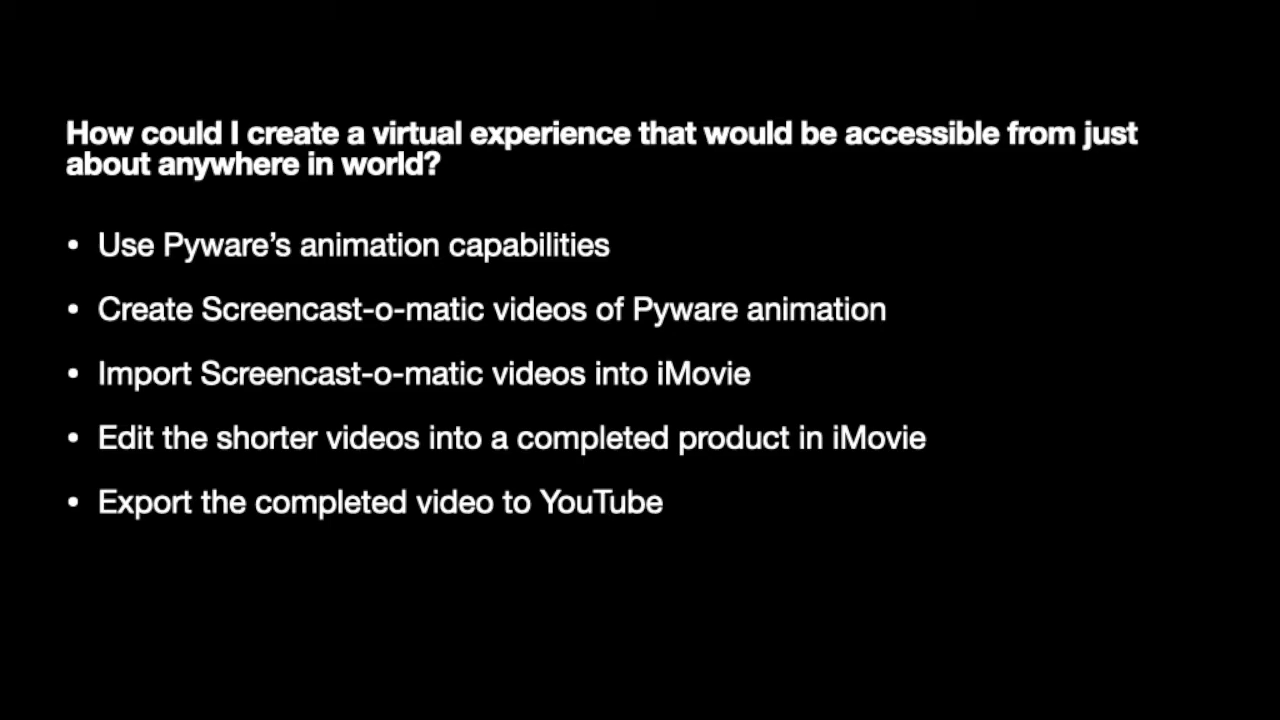 How could I create a virtual experience that would be accessible from just
about anywhere in world?
• Use Pyware’s animation capabilities
• Create Screencast-o-matic videos of Pyware animation
• Import Screencast-o-matic videos into iMovie
• Edit the shorter videos into a completed product in iMovie
• Export the completed video to YouTube